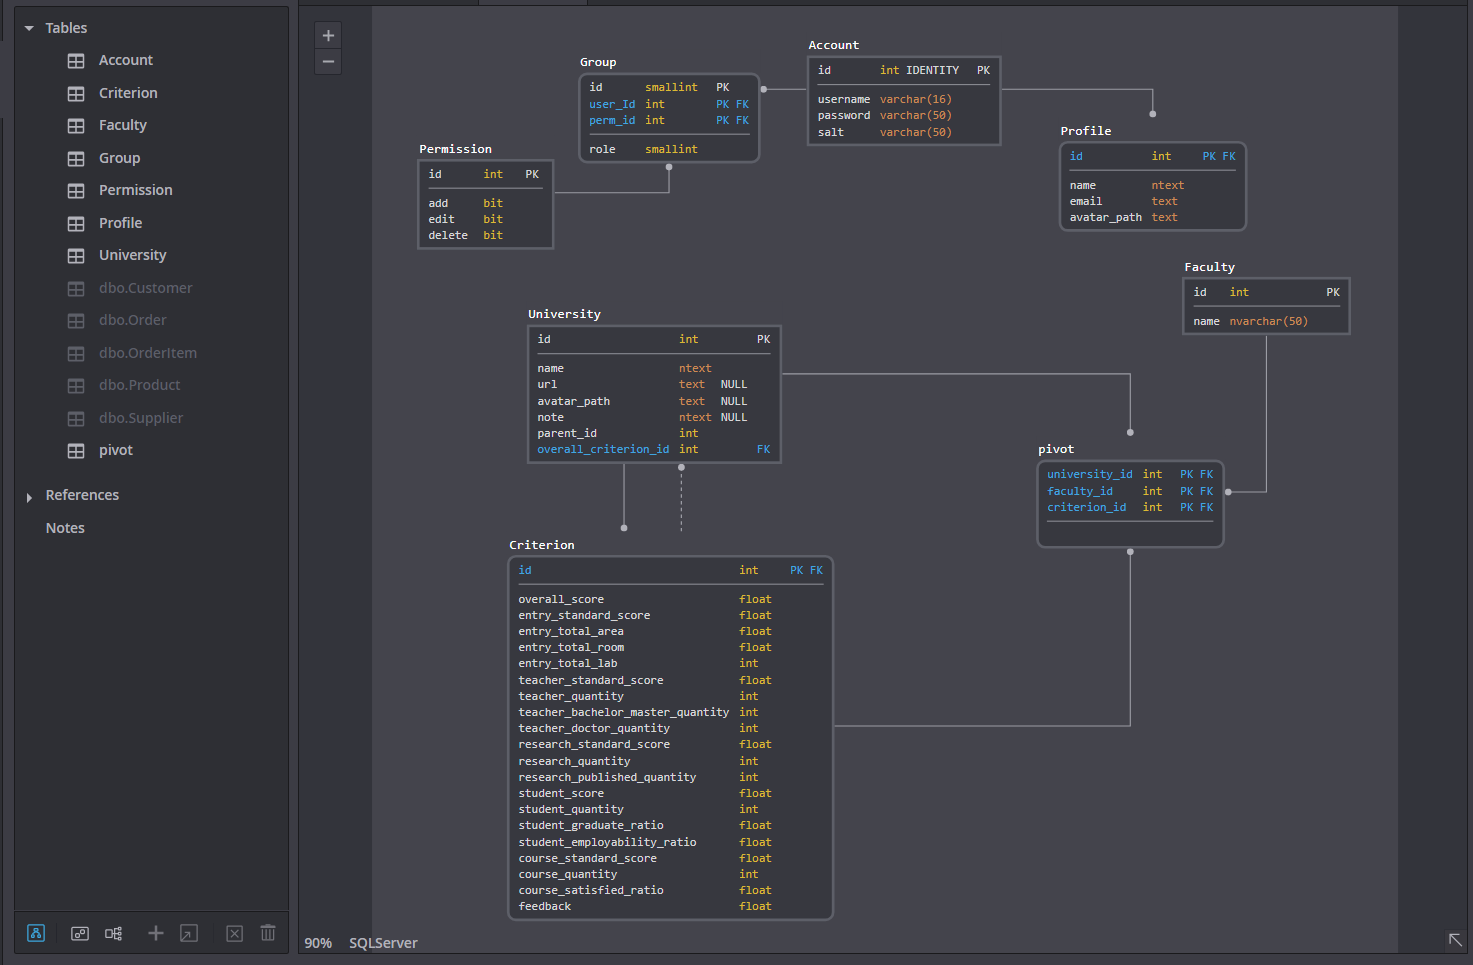 Tables
Account
Criterion
Faculty
Group
Permission
Profile
University
dbo.Customer
dbo.Order
dbo.OrderItem
dbo.Product
dbo.Supplier
pivot
References
Notes
Group
id smallint PK
user_Id int PK FK
perm_id int PK FK
role smallint
Account
id int IDENTITY PK
username varchar(16)
password varchar(50)
salt varchar(50)
Profile
id int PK FK
name ntext
email text
avatar_path text
Permission
id int PK
add bit
edit bit
delete bit
Faculty
id int PK
name nvarchar(50)
University
id int PK
name ntext
url text NULL
avatar_path text NULL
note ntext NULL
parent_id int
overall_criterion_id int FK
pivot
university_id int PK FK
faculty_id int PK FK
criterion_id int PK FK
Criterion
id int PK FK
overall_score float
entry_standard_score float
entry_total_area float
entry_total_room float
entry_total_lab int
teacher_standard_score float
teacher_quantity int
teacher_bachelor_master_quantity int
teacher_doctor_quantity int
research_standard_score float
research_quantity int
research_published_quantity int
student_score float
student_quantity int
student_graduate_ratio float
student_employability_ratio float
course_standard_score float
course_quantity int
course_satisfied_ratio float
feedback float
90% SQLServer